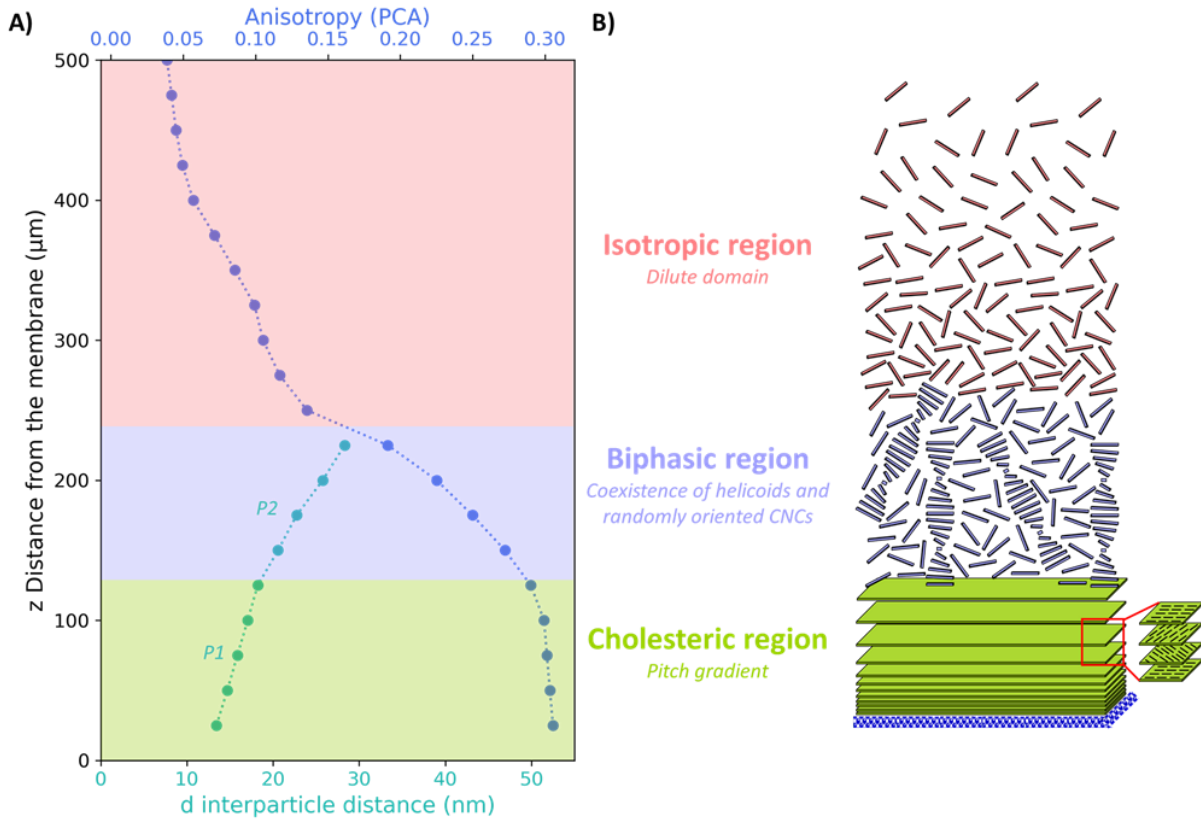 A)
Anisotropy (PCA)
0.00 0.05 0.10 0.15 0.20 0.25 0.30
500
400
300
200
100
0
z Distance from the membrane (μm)
P2
P1
0 10 20 30 40 50
d interparticle distance (nm)
B)
Isotropic region
Dilute domain
Biphasic region
Coexistence of helicoids and
randomly oriented CNCs
Cholesteric region
Pitch gradient